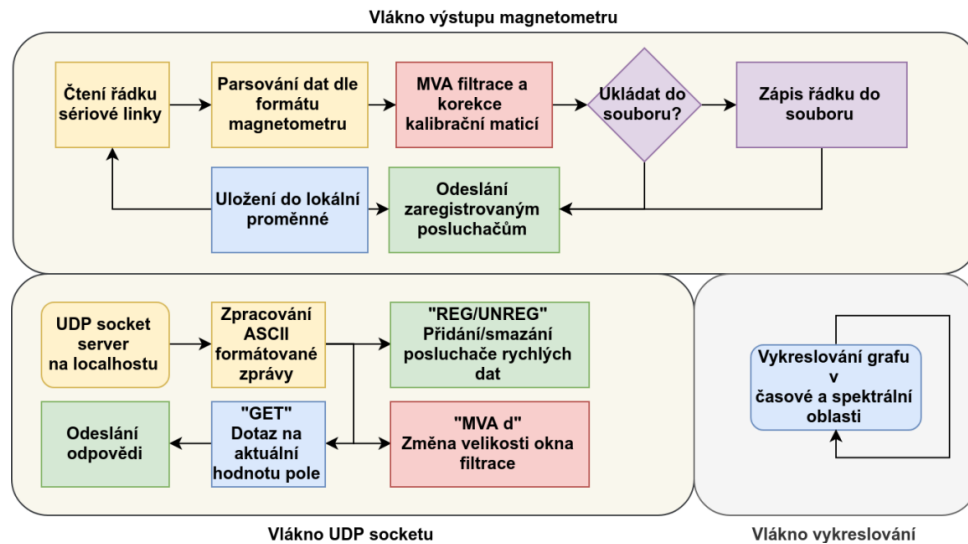 Vlákno výstupu magnetometru
Čtení řádku
sériové linky
Parsování dat dle
formátu
magnetometru
MVA filtrace a
korekce
kalibrační maticí
Ukládat do
souboru?
Zápis řádku do
souboru
Uložení do lokální
proměnné
Odeslání
zaregistrovaným
posluchačům
UDP socket
server
na localhostu
Zpracování
ASCII
formátované
zprávy
"REG/UNREG"
Přidání/smazání
posluchače rychlých
dat
Odeslání
odpovědi
"GET"
Dotaz na
aktuální
hodnotu pole
"MVA d"
Změna velikosti okna
filtrace
Vlákno UDP socketu
Vykreslování grafu
v
časové a spektrální
oblasti
Vlákno vykreslování